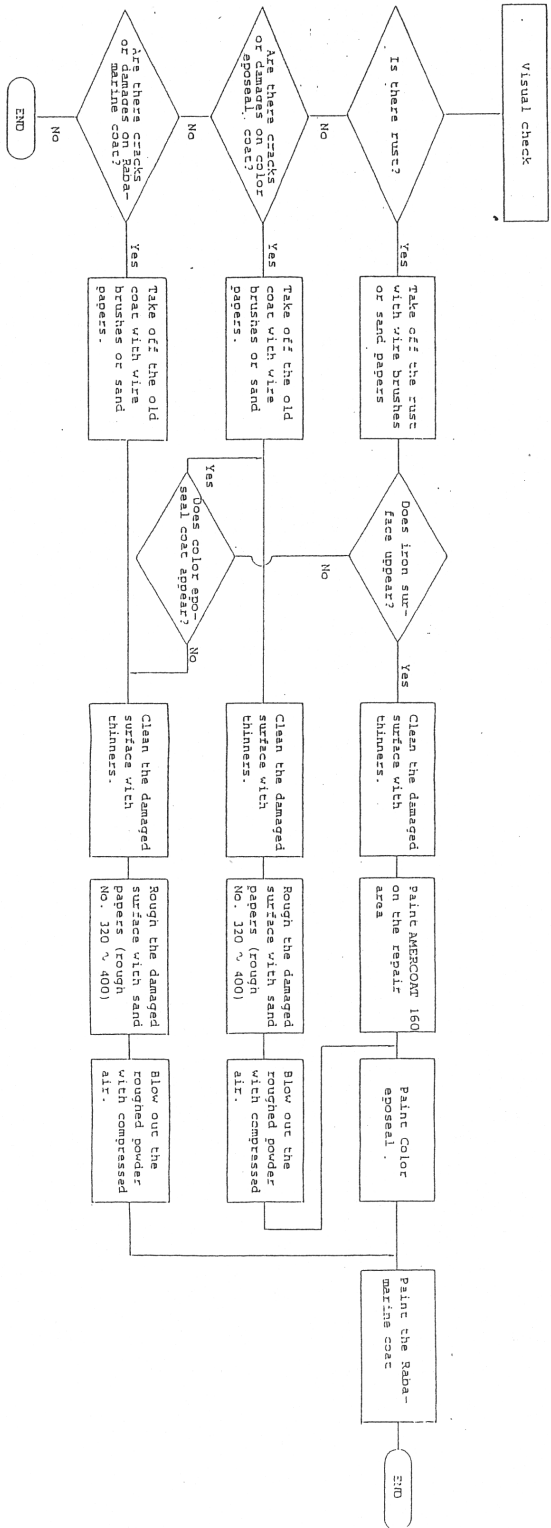 Visual check
Is there rust?
Yes
No
Take off the rust
with wire brushes
or sand papers
Does iron sur-
face uppear?
Yes
No
Clean the damaged
surface with
thinners.
Paint AMERCOAT 160
on the repair
area
Paint Color
eposeal.
Paint the Raba-
marine coat
END
Are there cracks
or damages on color
eposeal coat?
Yes
No
Take off the old
coat with wire
brushes or sand
papers.
Does color epo-
seal coat appear?
Yes
No
Clean the damaged
surface with
thinners.
Rough the damaged
surface with sand
papers (rough
No. 320 ~ 400)
Blow out the
roughed powder
with compressed
air.
Are there cracks
or damages on Raba-
marine coat?
Yes
No
Take off the old
coat with wire
brushes or sand
papers.
Clean the damaged
surface with
thinners.
Rough the damaged
surface with sand
papers (rough
No. 320 ~ 400)
Blow out the
roughed powder
with compressed
air.
END